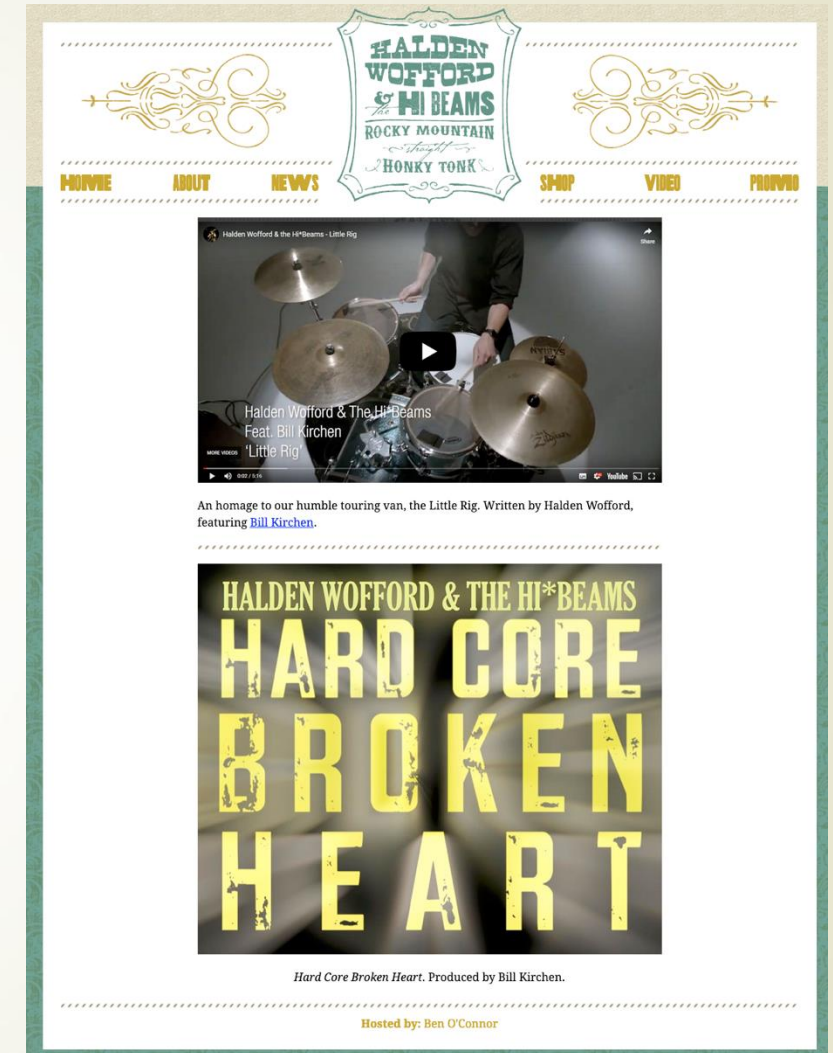 HALDEN
WOFFORD
& the HI BEAMS
ROCKY MOUNTAIN
straight
HONKY TONK
HOME ABOUT NEWS SHOP VIDEO PROMO
Halden Wofford & the Hi*Beams - Little Rig
Share
SABIAN
Halden Wofford & The Hi*Beams
Feat. Bill Kirchen
'Little Rig'
Zildjian
MORE VIDEOS
0:02 / 5:16
YouTube
An homage to our humble touring van, the Little Rig. Written by Halden Wofford,
featuring Bill Kirchen.
HALDEN WOFFORD & THE HI*BEAMS
HARD CORE
BROKEN
HEART
Hard Core Broken Heart. Produced by Bill Kirchen.
Hosted by: Ben O'Connor